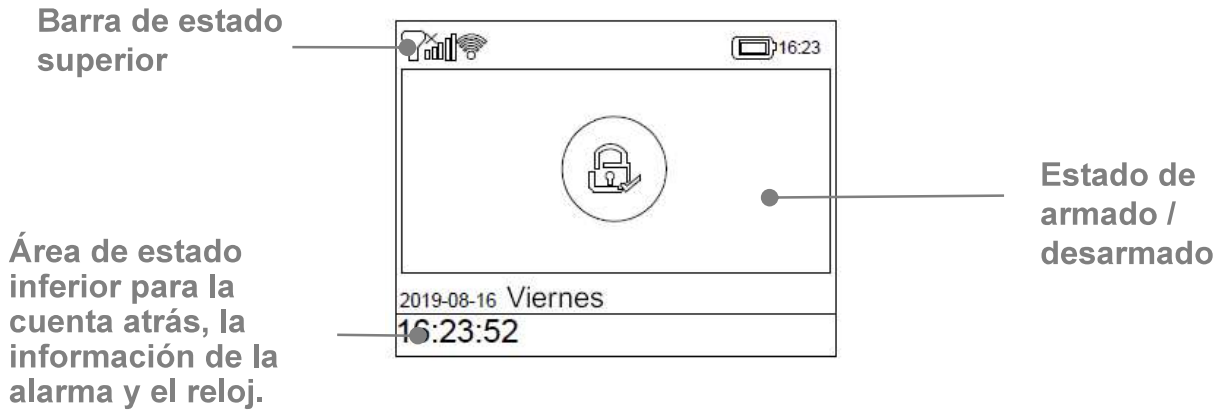 Barra de estado
superior
16:23
Estado de
armado /
desarmado
Área de estado
inferior para la
cuenta atrás, la
información de la
alarma y el reloj.
2019-08-16 Viernes
16:23:52